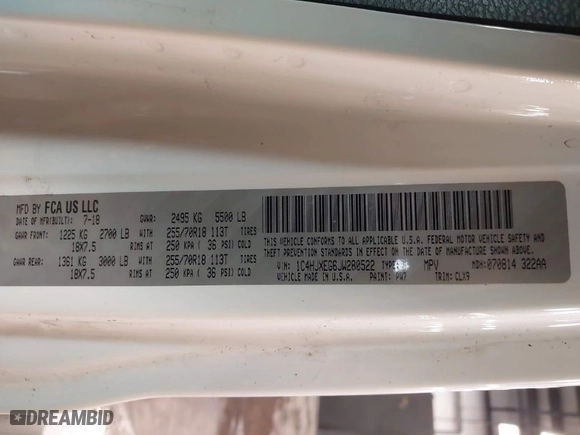 MFD BY FCA US LLC
DATE OF MFR(BUILT): 7-18 GVWR: 2495 KG 5500 LB
GAWR FRONT: 1225 KG 2700 LB WITH 255/70R18 113T TIRES
18X7.5 RIMS AT 250 KPA ( 36 PSI) COLD
GAWR REAR: 1361 KG 3000 LB WITH 255/70R18 113T TIRES
18X7.5 RIMS AT 250 KPA ( 36 PSI) COLD
THIS VEHICLE CONFORMS TO ALL APPLICABLE U.S.A. FEDERAL MOTOR VEHICLE SAFETY AND
THEFT PREVENTION STANDARDS IN EFFECT ON THE DATE OF MANUFACTURE SHOWN ABOVE.
VIN: 1C4HJXEG6JW280522 TYPE: MPV MDH: 070814 322AA
VEHICLE MADE IN U.S.A. PAINT: PW7 TRIM: CLX9
DREAMBID